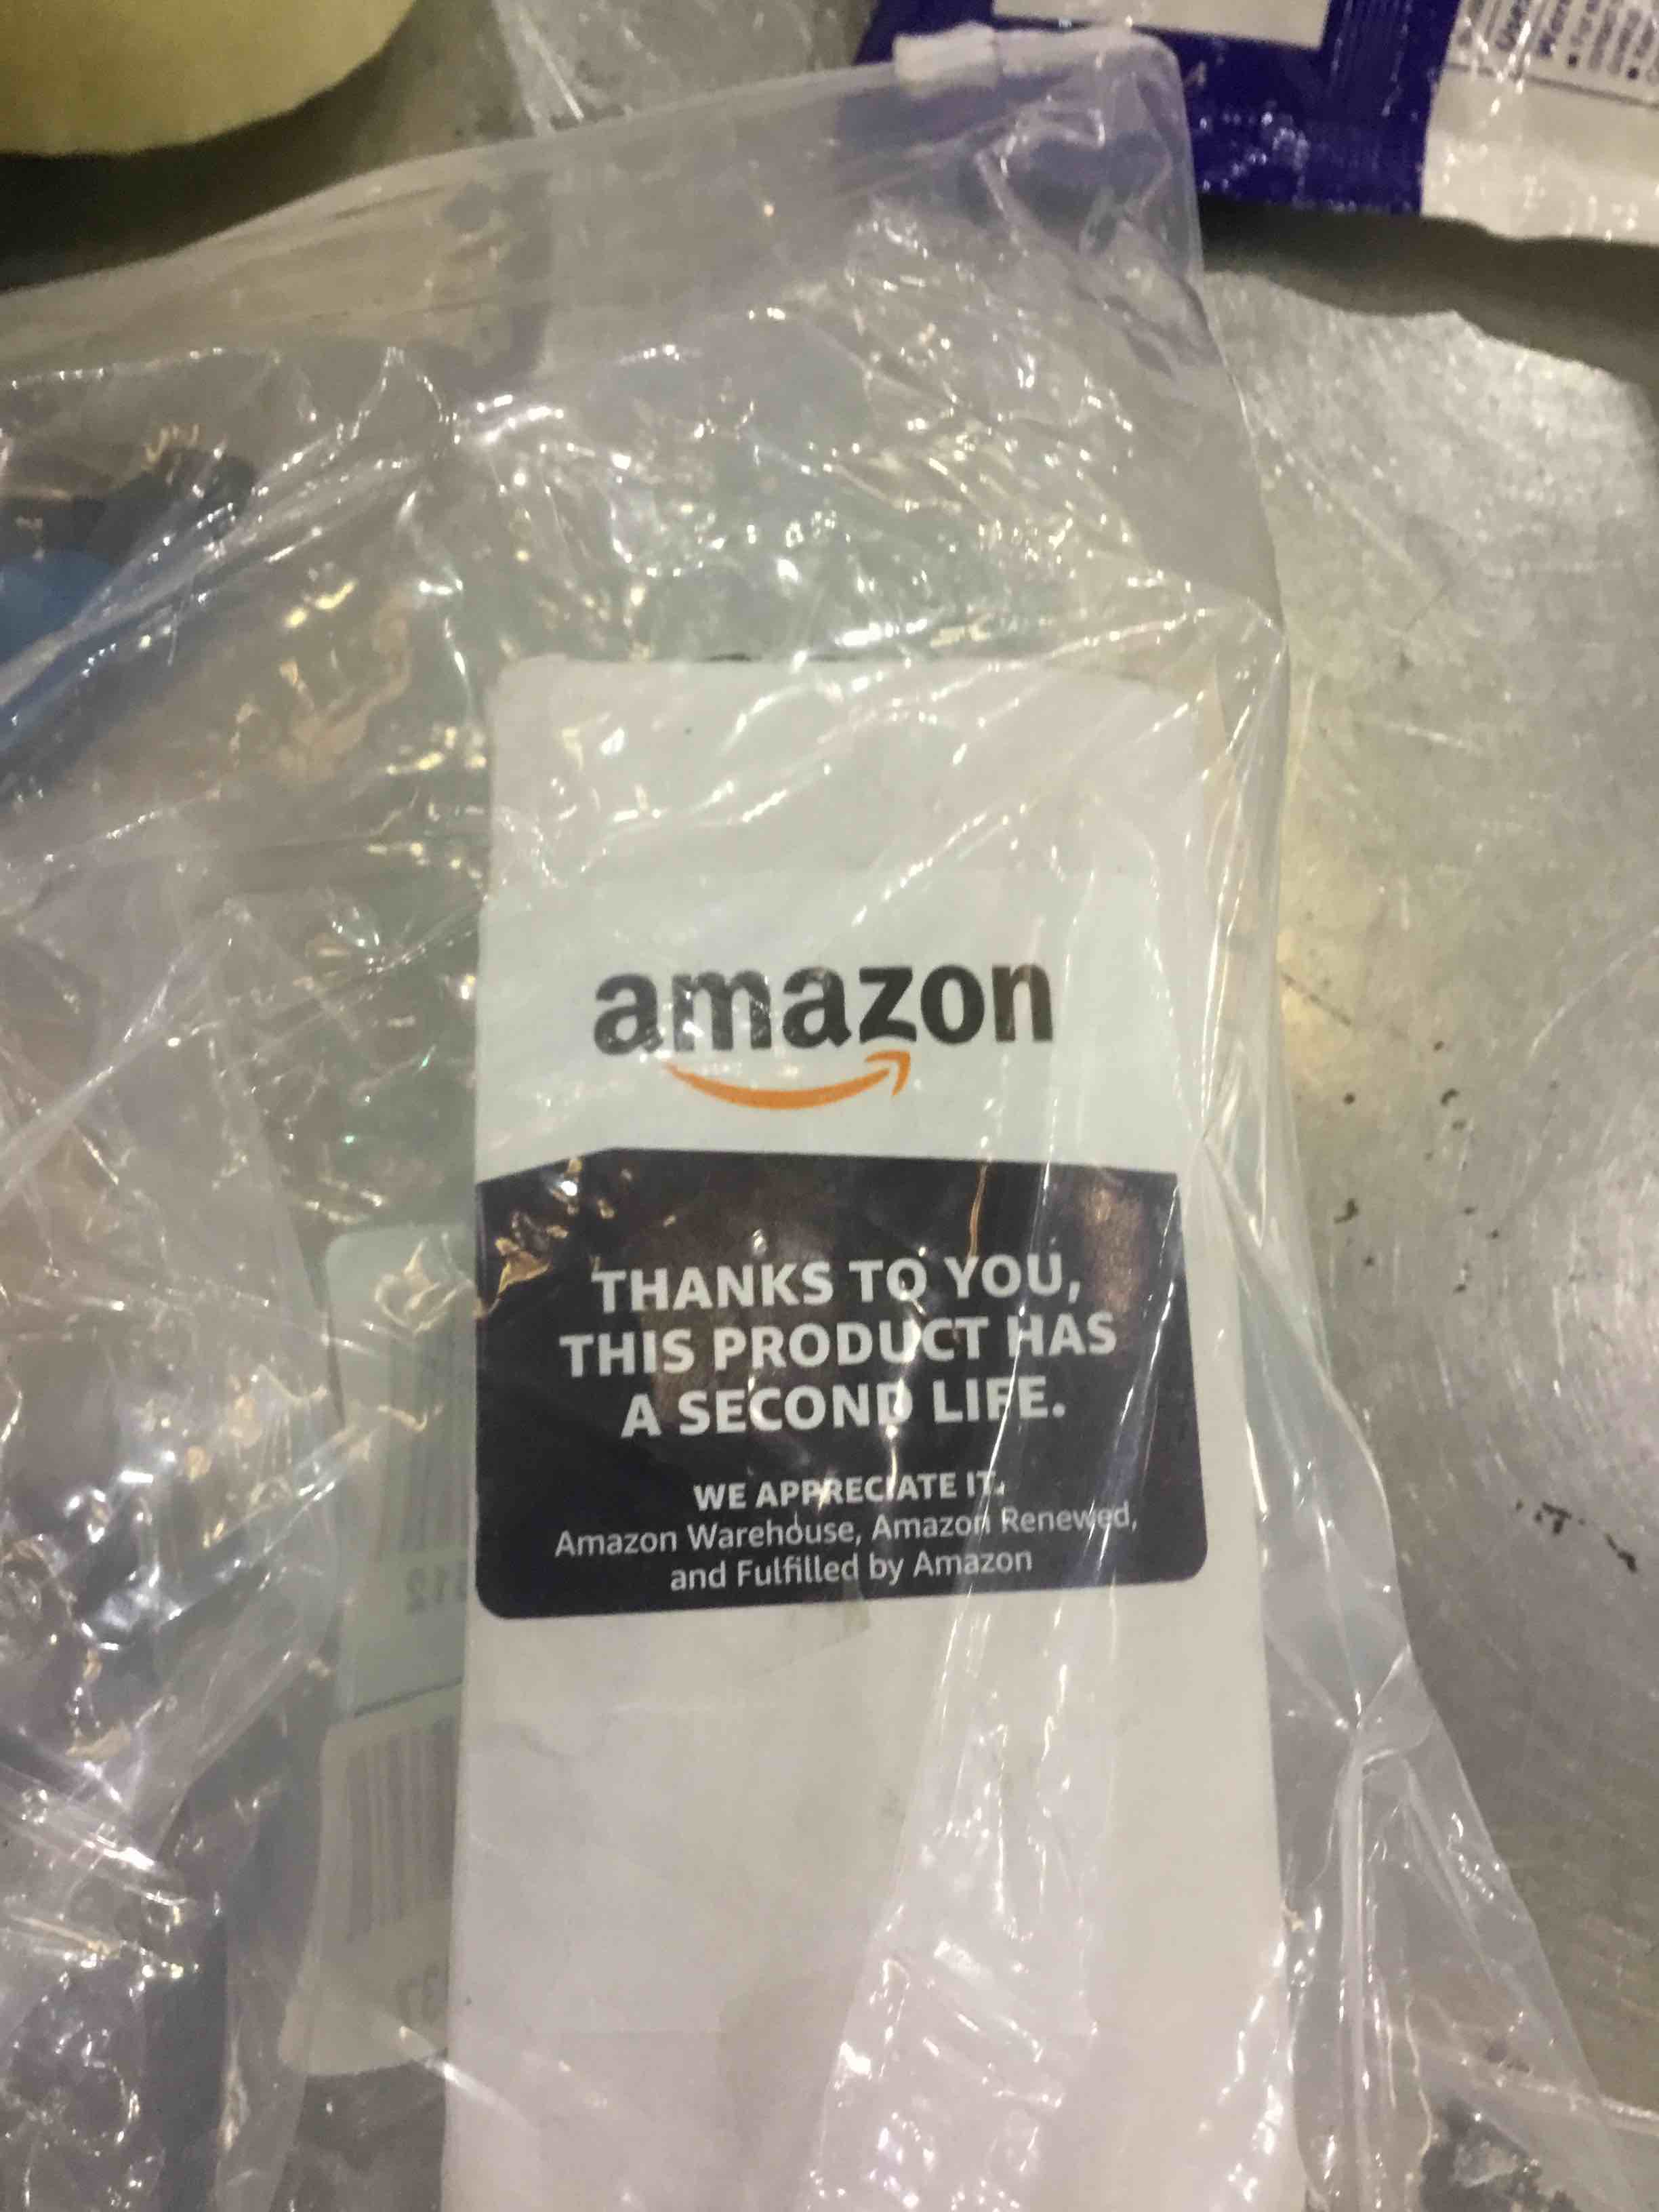 amazon
THANKS TO YOU,
THIS PRODUCT HAS
A SECOND LIFE.
WE APPRECIATE IT.
Amazon Warehouse, Amazon Renewed,
and Fulfilled by Amazon